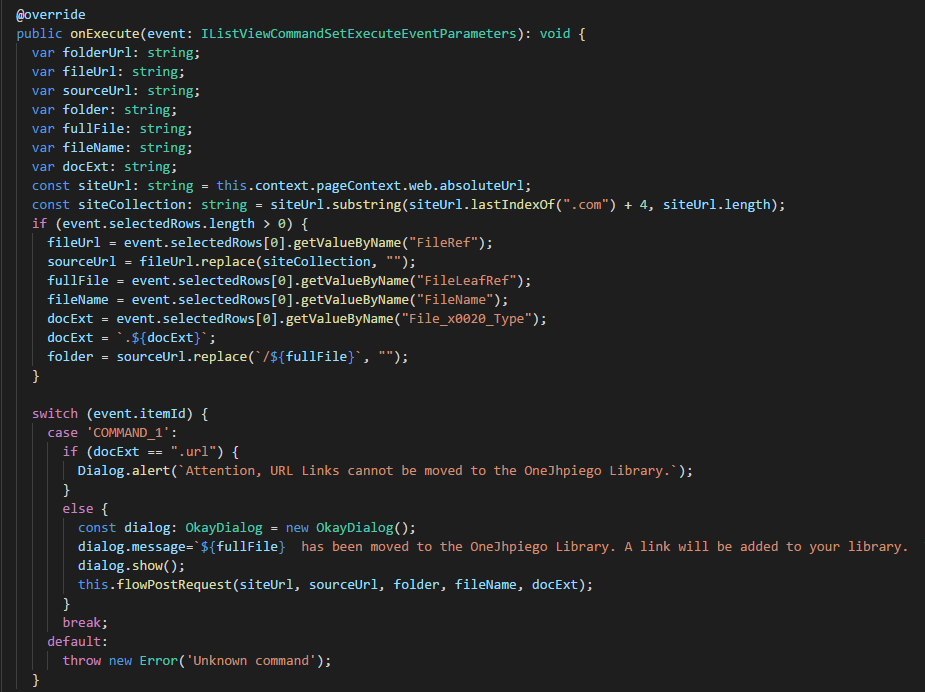 @override
public onExecute(event: IListViewCommandSetExecuteEventParameters): void {
var folderUrl: string;
var fileUrl: string;
var sourceUrl: string;
var folder: string;
var fullFile: string;
var fileName: string;
var docExt: string;
const siteUrl: string = this.context.pageContext.web.absoluteUrl;
const siteCollection: string = siteUrl.substring(siteUrl.lastIndexOf(".com") + 4, siteUrl.length);
if (event.selectedRows.length > 0) {
fileUrl = event.selectedRows[0].getValueByName("FileRef");
sourceUrl = fileUrl.replace(siteCollection, "");
fullFile = event.selectedRows[0].getValueByName("FileLeafRef");
fileName = event.selectedRows[0].getValueByName("FileName");
docExt = event.selectedRows[0].getValueByName("File_x0020_Type");
docExt = `.${docExt}`;
folder = sourceUrl.replace(`/${fullFile}`, "");
}
switch (event.itemId) {
case 'COMMAND_1':
if (docExt == ".url") {
Dialog.alert(`Attention, URL Links cannot be moved to the OneJhpiego Library.`);
}
else {
const dialog: OkayDialog = new OkayDialog();
dialog.message=`${fullFile}  has been moved to the OneJhpiego Library. A link will be added to your library.
dialog.show();
this.flowPostRequest(siteUrl, sourceUrl, folder, fileName, docExt);
}
break;
default:
throw new Error('Unknown command');
}